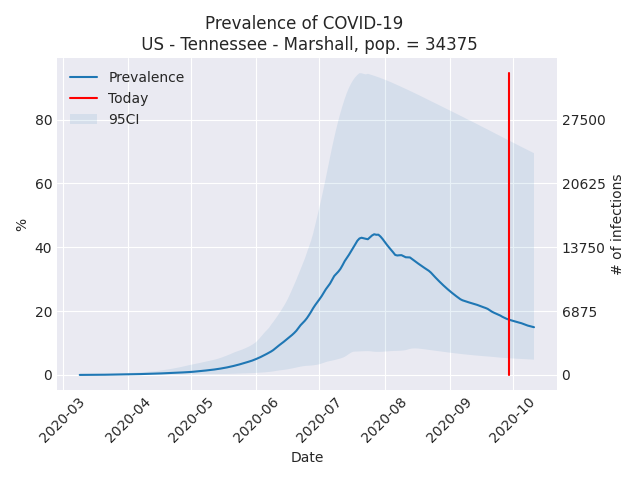 Prevalence of COVID-19
US - Tennessee - Marshall, pop. = 34375
Prevalence
Today
95CI
80
60
40
20
0
%
27500
20625
13750
6875
0
# of infections
2020-03
2020-04
2020-05
2020-06
2020-07
2020-08
2020-09
2020-10
Date